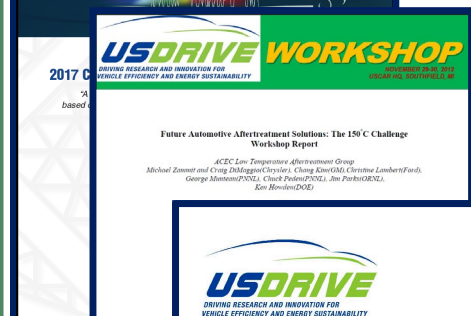 USDRIVE
DRIVING RESEARCH AND INNOVATION FOR
VEHICLE EFFICIENCY AND ENERGY SUSTAINABILITY
WORKSHOP
NOVEMBER 29-30, 2012
USCAR HQ, SOUTHFIELD, MI
2017 C
"A
based
Future Automotive Aftertreatment Solutions: The 150°C Challenge
Workshop Report
ACEC Low Temperature Aftertreatment Group
Michael Zammit and Craig DiMaggio(Chrysler), Chang Kim(GM),Christine Lambert(Ford),
George Muntean(PNNL), Chuck Peden(PNNL), Jim Parks(ORNL),
Ken Howden(DOE)
USDRIVE
DRIVING RESEARCH AND INNOVATION FOR
VEHICLE EFFICIENCY AND ENERGY SUSTAINABILITY